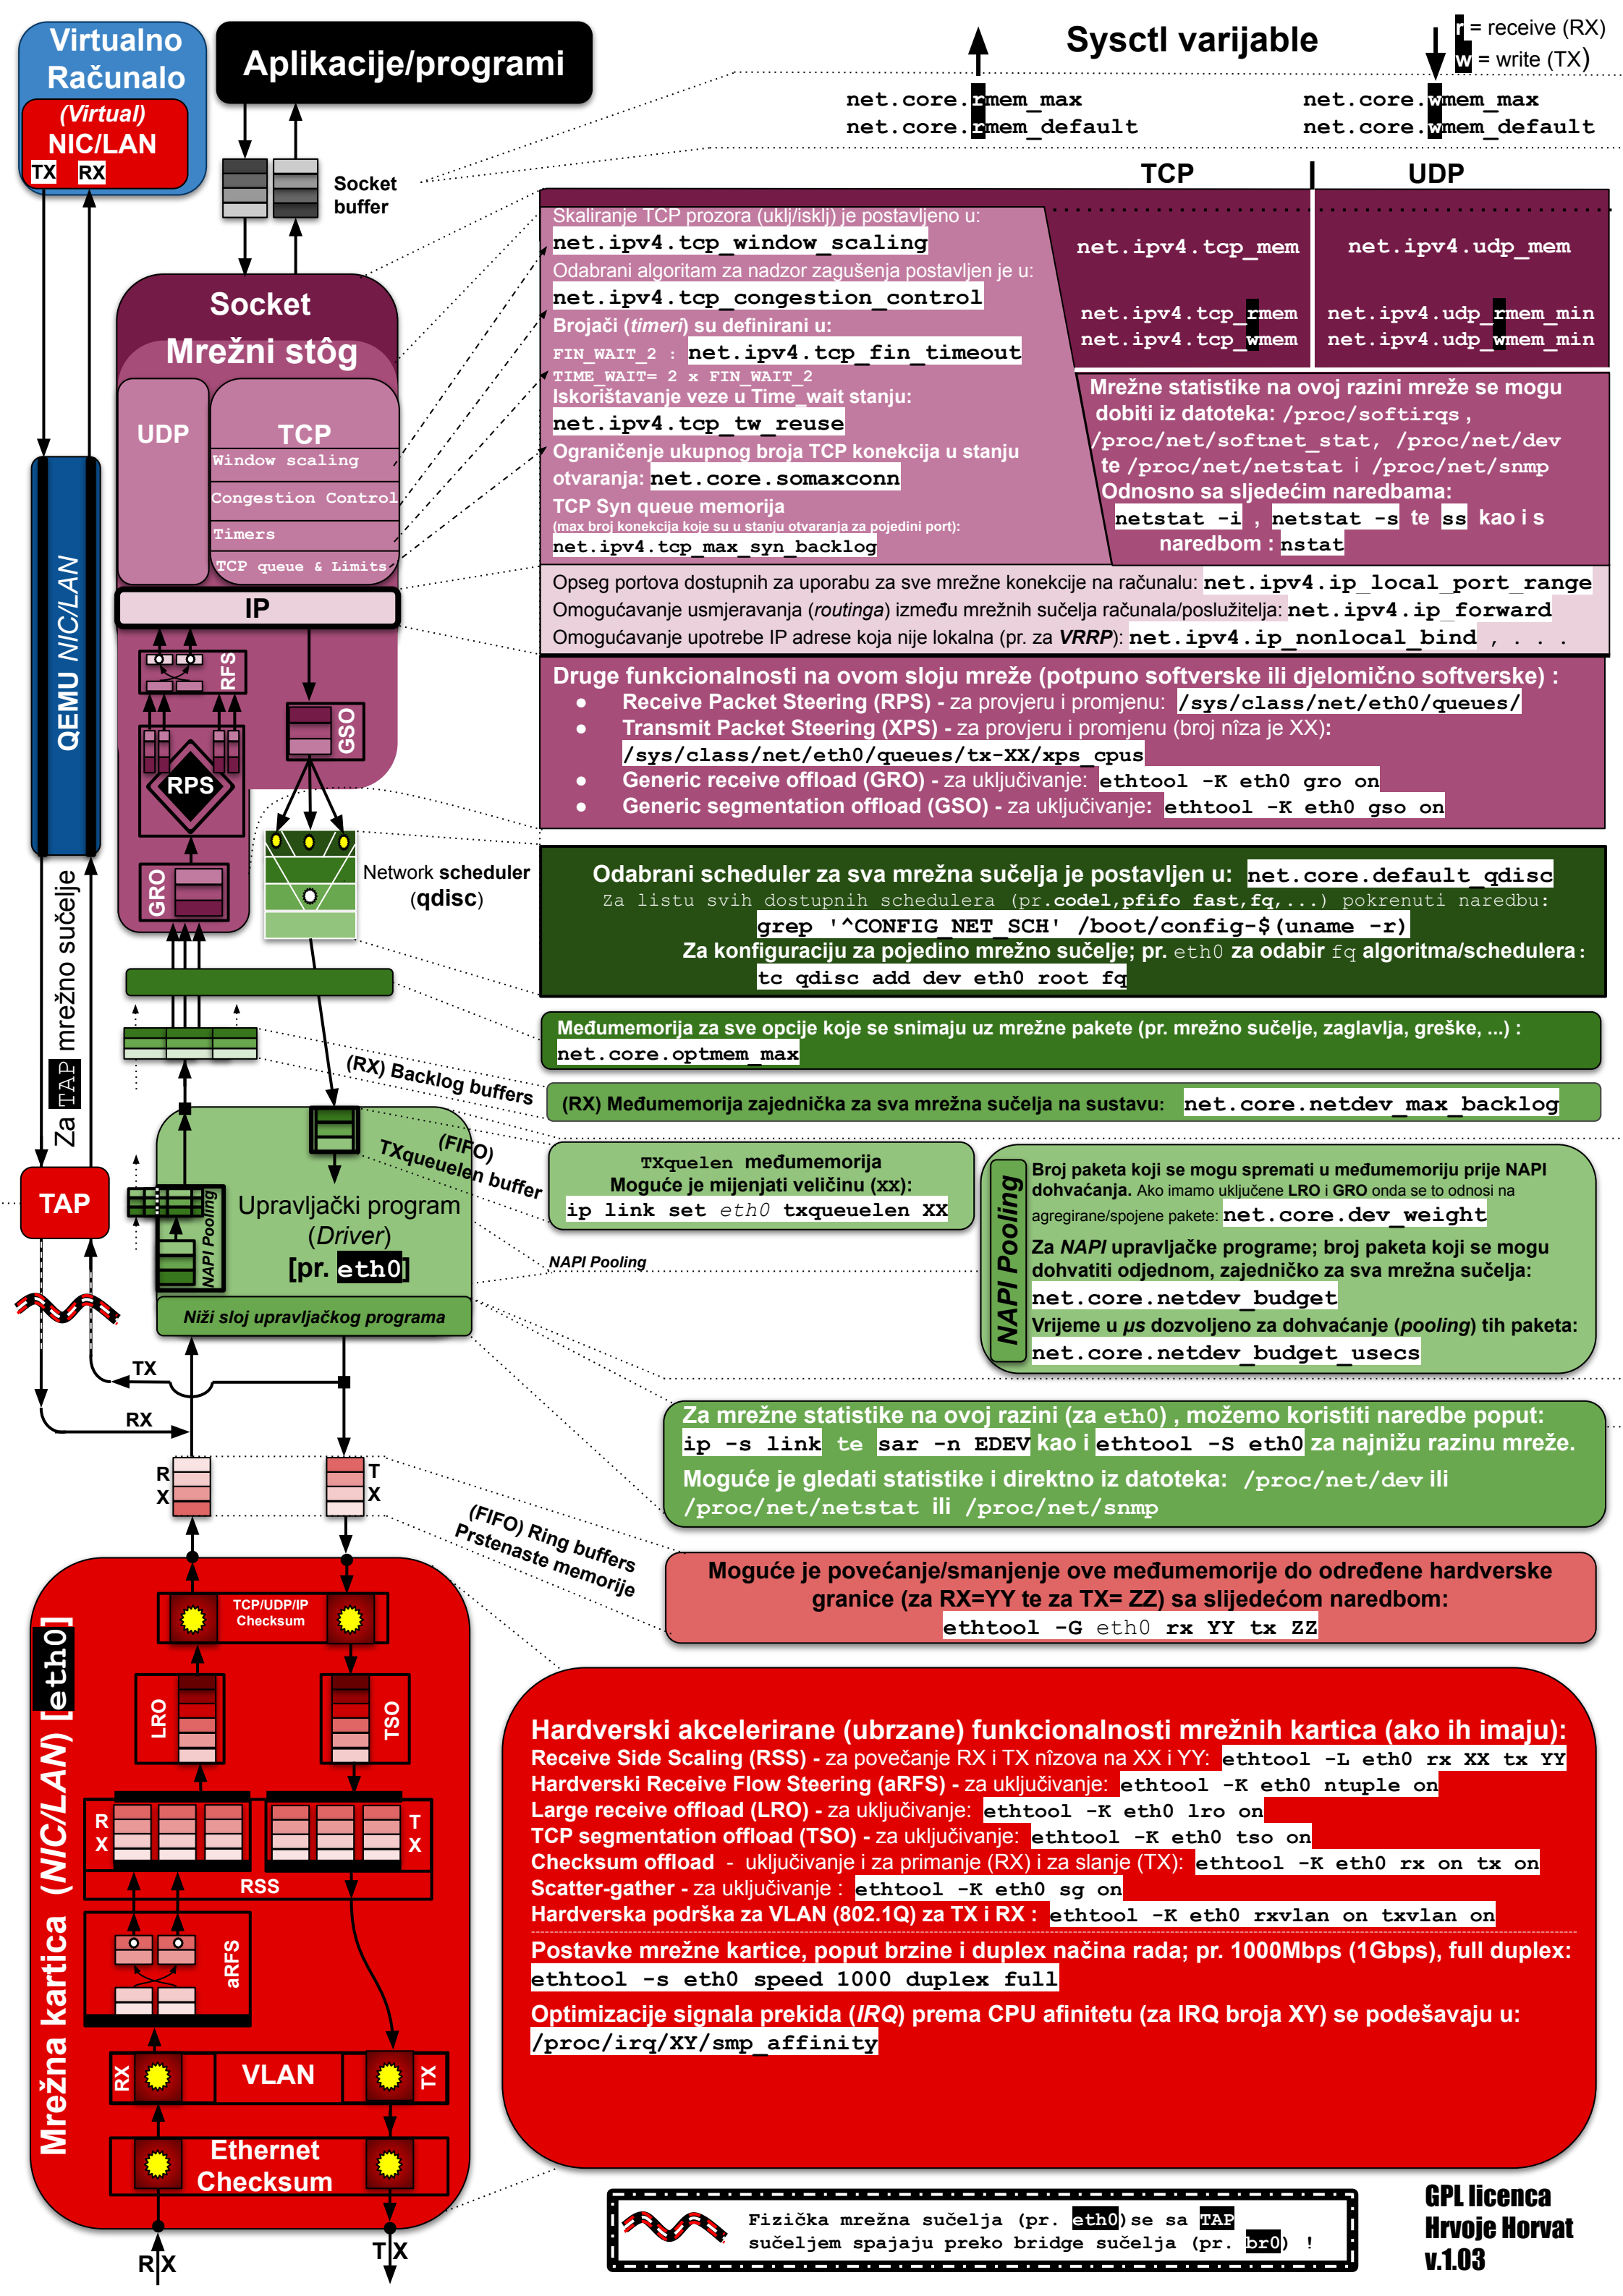 Virtualno
Računalo
(Virtual)
NIC/LAN
TX RX
Aplikacije/programi
Socket
buffer
Sysctl varijable
r = receive (RX)
w = write (TX)
net.core.rmem_max
net.core.rmem_default
net.core.wmem_max
net.core.wmem_default
TCP | UDP
Skaliranje TCP prozora (uklj/isklj) je postavljeno u:
net.ipv4.tcp_window_scaling
Odabrani algoritam za nadzor zagušenja postavljen je u:
net.ipv4.tcp_congestion_control
Brojači (timeri) su definirani u:
FIN_WAIT_2 : net.ipv4.tcp_fin_timeout
TIME_WAIT= 2 x FIN_WAIT_2
Iskorištavanje veze u Time_wait stanju:
net.ipv4.tcp_tw_reuse
Ograničenje ukupnog broja TCP konekcija u stanju
otvaranja: net.core.somaxconn
TCP Syn queue memorija
(max broj konekcija koje su u stanju otvaranja za pojedini port):
net.ipv4.tcp_max_syn_backlog
net.ipv4.tcp_mem
net.ipv4.tcp_rmem
net.ipv4.tcp_wmem
net.ipv4.udp_mem
net.ipv4.udp_rmem_min
net.ipv4.udp_wmem_min
Mrežne statistike na ovoj razini mreže se mogu
dobiti iz datoteka: /proc/softirqs ,
/proc/net/softnet_stat, /proc/net/dev
te /proc/net/netstat i /proc/net/snmp
Odnosno sa sljedećim naredbama:
netstat -i , netstat -s te ss kao i s
naredbom : nstat
Socket
Mrežni stôg
UDP
TCP
Window scaling
Congestion Control
Timers
TCP queue & Limits
IP
RFS
RPS
GRO
GSO
QEMU NIC/LAN
Opseg portova dostupnih za uporabu za sve mrežne konekcije na računalu: net.ipv4.ip_local_port_range
Omogućavanje usmjeravanja (routinga) između mrežnih sučelja računala/poslužitelja: net.ipv4.ip_forward
Omogućavanje upotrebe IP adrese koja nije lokalna (pr. za VRRP): net.ipv4.ip_nonlocal_bind , . . .
Druge funkcionalnosti na ovom sloju mreže (potpuno softverske ili djelomično softverske) :
● Receive Packet Steering (RPS) - za provjeru i promjenu: /sys/class/net/eth0/queues/
● Transmit Packet Steering (XPS) - za provjeru i promjenu (broj nîza je XX):
/sys/class/net/eth0/queues/tx-XX/xps_cpus
● Generic receive offload (GRO) - za uključivanje: ethtool -K eth0 gro on
● Generic segmentation offload (GSO) - za uključivanje: ethtool -K eth0 gso on
Network scheduler
(qdisc)
Odabrani scheduler za sva mrežna sučelja je postavljen u: net.core.default_qdisc
Za listu svih dostupnih schedulera (pr.codel,pfifo fast,fq,...) pokrenuti naredbu:
grep '^CONFIG_NET_SCH' /boot/config-$(uname -r)
Za konfiguraciju za pojedino mrežno sučelje; pr. eth0 za odabir fq algoritma/schedulera:
tc qdisc add dev eth0 root fq
Za TAP mrežno sučelje
Međumemorija za sve opcije koje se snimaju uz mrežne pakete (pr. mrežno sučelje, zaglavlja, greške, ...) :
net.core.optmem_max
(RX) Backlog buffers
(RX) Međumemorija zajednička za sva mrežna sučelja na sustavu: net.core.netdev_max_backlog
(FIFO)
TXqueuelen buffer
TXquelen međumemorija
Moguće je mijenjati veličinu (XX):
ip link set eth0 txqueuelen XX
NAPI Pooling
Broj paketa koji se mogu spremati u međumemoriju prije NAPI
dohvaćanja. Ako imamo uključene LRO i GRO onda se to odnosi na
agregirane/spojene pakete: net.core.dev_weight
Za NAPI upravljačke programe; broj paketa koji se mogu
dohvatiti odjednom, zajedničko za sva mrežna sučelja:
net.core.netdev_budget
Vrijeme u µs dozvoljeno za dohvaćanje (pooling) tih paketa:
net.core.netdev_budget_usecs
TAP
NAPI Pooling
Upravljački program
(Driver)
[pr. eth0]
NAPI Pooling
Niži sloj upravljačkog programa
TX
RX
Za mrežne statistike na ovoj razini (za eth0) , možemo koristiti naredbe poput:
ip -s link te sar -n EDEV kao i ethtool -S eth0 za najnižu razinu mreže.
Moguće je gledati statistike i direktno iz datoteka: /proc/net/dev ili
/proc/net/netstat ili /proc/net/snmp
RX
TX
(FIFO) Ring buffers
Prstenaste memorije
Moguće je povećanje/smanjenje ove međumemorije do određene hardverske
granice (za RX=YY te za TX= ZZ) sa slijedećom naredbom:
ethtool -G eth0 rx YY tx ZZ
Mrežna kartica (NIC/LAN) [eth0]
TCP/UDP/IP
Checksum
LRO
TSO
RX
TX
RSS
aRFS
RX
VLAN
TX
Ethernet
Checksum
RX
TX
Hardverski akcelerirane (ubrzane) funkcionalnosti mrežnih kartica (ako ih imaju):
Receive Side Scaling (RSS) - za povečanje RX i TX nîzova na XX i YY: ethtool -L eth0 rx XX tx YY
Hardverski Receive Flow Steering (aRFS) - za uključivanje: ethtool -K eth0 ntuple on
Large receive offload (LRO) - za uključivanje: ethtool -K eth0 lro on
TCP segmentation offload (TSO) - za uključivanje: ethtool -K eth0 tso on
Checksum offload - uključivanje i za primanje (RX) i za slanje (TX): ethtool -K eth0 rx on tx on
Scatter-gather - za uključivanje : ethtool -K eth0 sg on
Hardverska podrška za VLAN (802.1Q) za TX i RX : ethtool -K eth0 rxvlan on txvlan on
Postavke mrežne kartice, poput brzine i duplex načina rada; pr. 1000Mbps (1Gbps), full duplex:
ethtool -s eth0 speed 1000 duplex full
Optimizacije signala prekida (IRQ) prema CPU afinitetu (za IRQ broja XY) se podešavaju u:
/proc/irq/XY/smp_affinity
Fizička mrežna sučelja (pr. eth0)se sa TAP
sučeljem spajaju preko bridge sučelja (pr. br0) !
GPL licenca
Hrvoje Horvat
v.1.03